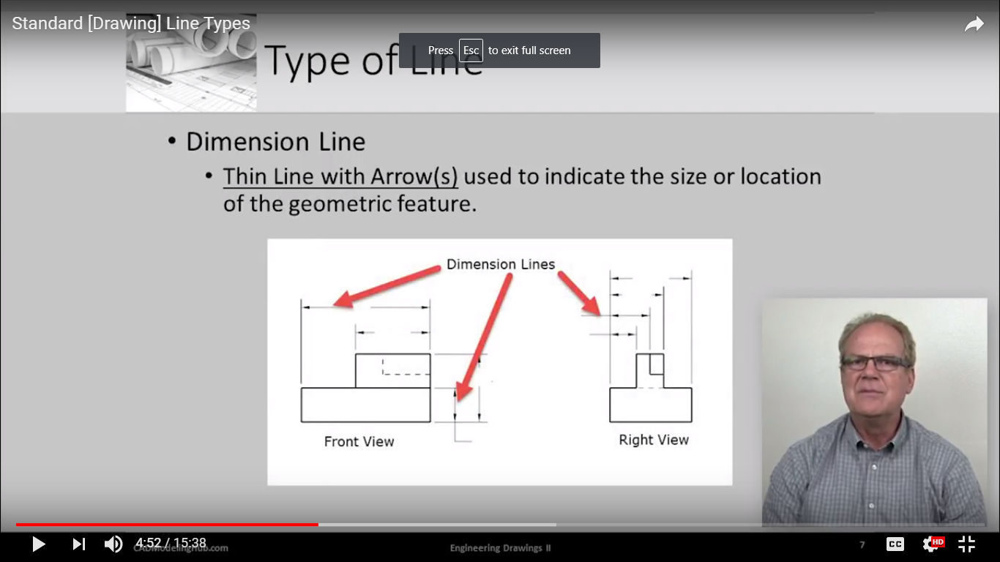 Standard [Drawing] Line Types
Press Esc to exit full screen
Type of Line
• Dimension Line
• Thin Line with Arrow(s) used to indicate the size or location
of the geometric feature.
Dimension Lines
Front View
Right View
4:52 / 15:38
CADModelingHub.com
Engineering Drawings II
7
CC
HD